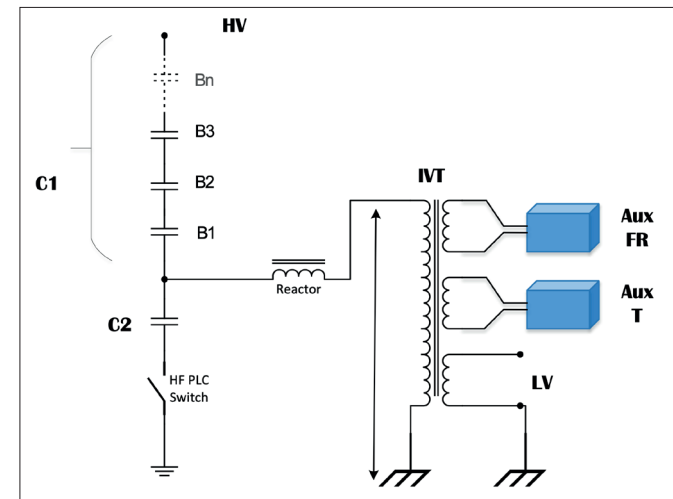 HV
Bn
B3
B2
B1
C1
IVT
Aux
FR
Reactor
Aux
T
C2
HF PLC
Switch
LV